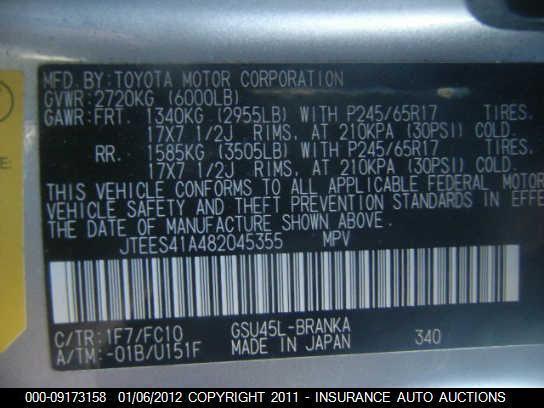 MFD. BY: TOYOTA MOTOR CORPORATION
GVWR: 2720KG (6000LB)
GAWR: FRT. 1340KG (2955LB) WITH P245/65R17 TIRES,
17X7 1/2J RIMS, AT 210KPA (30PSI) COLD.
RR. 1585KG (3505LB) WITH P245/65R17 TIRES,
17X7 1/2J RIMS, AT 210KPA (30PSI) COLD.
THIS VEHICLE CONFORMS TO ALL APPLICABLE FEDERAL MOTOR
VEHICLE SAFETY AND THEFT PREVENTION STANDARDS IN EFFE
THE DATE OF MANUFACTURE SHOWN ABOVE.
JTEES41A482045355 MPV
C/TR: 1F7/FC10 GSU45L-BRANKA
A/TM: -01B/U151F MADE IN JAPAN 340
000-09173158 01/06/2012 COPYRIGHT 2011 - INSURANCE AUTO AUCTIONS